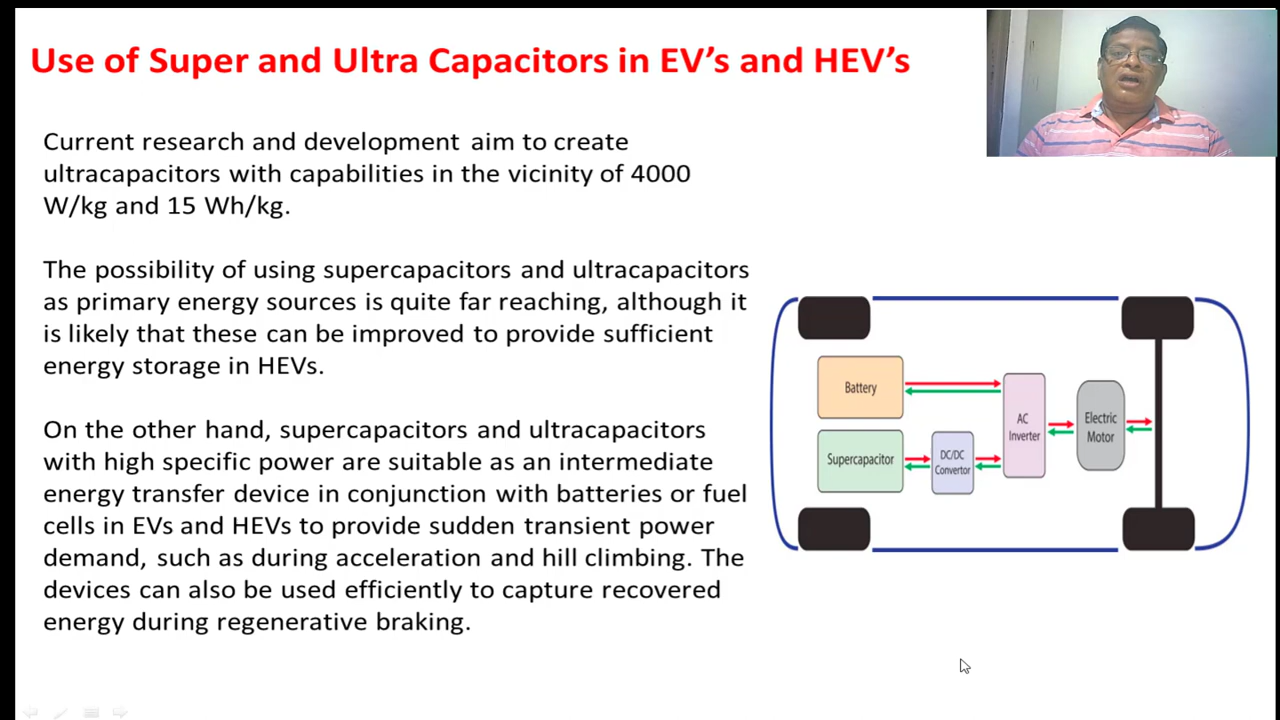 Use of Super and Ultra Capacitors in EV’s and HEV’s
Current research and development aim to create
ultracapacitors with capabilities in the vicinity of 4000
W/kg and 15 Wh/kg.
The possibility of using supercapacitors and ultracapacitors
as primary energy sources is quite far reaching, although it
is likely that these can be improved to provide sufficient
energy storage in HEVs.
On the other hand, supercapacitors and ultracapacitors
with high specific power are suitable as an intermediate
energy transfer device in conjunction with batteries or fuel
cells in EVs and HEVs to provide sudden transient power
demand, such as during acceleration and hill climbing. The
devices can also be used efficiently to capture recovered
energy during regenerative braking.
Battery
Supercapacitor
DC/DC
Convertor
AC
Inverter
Electric
Motor